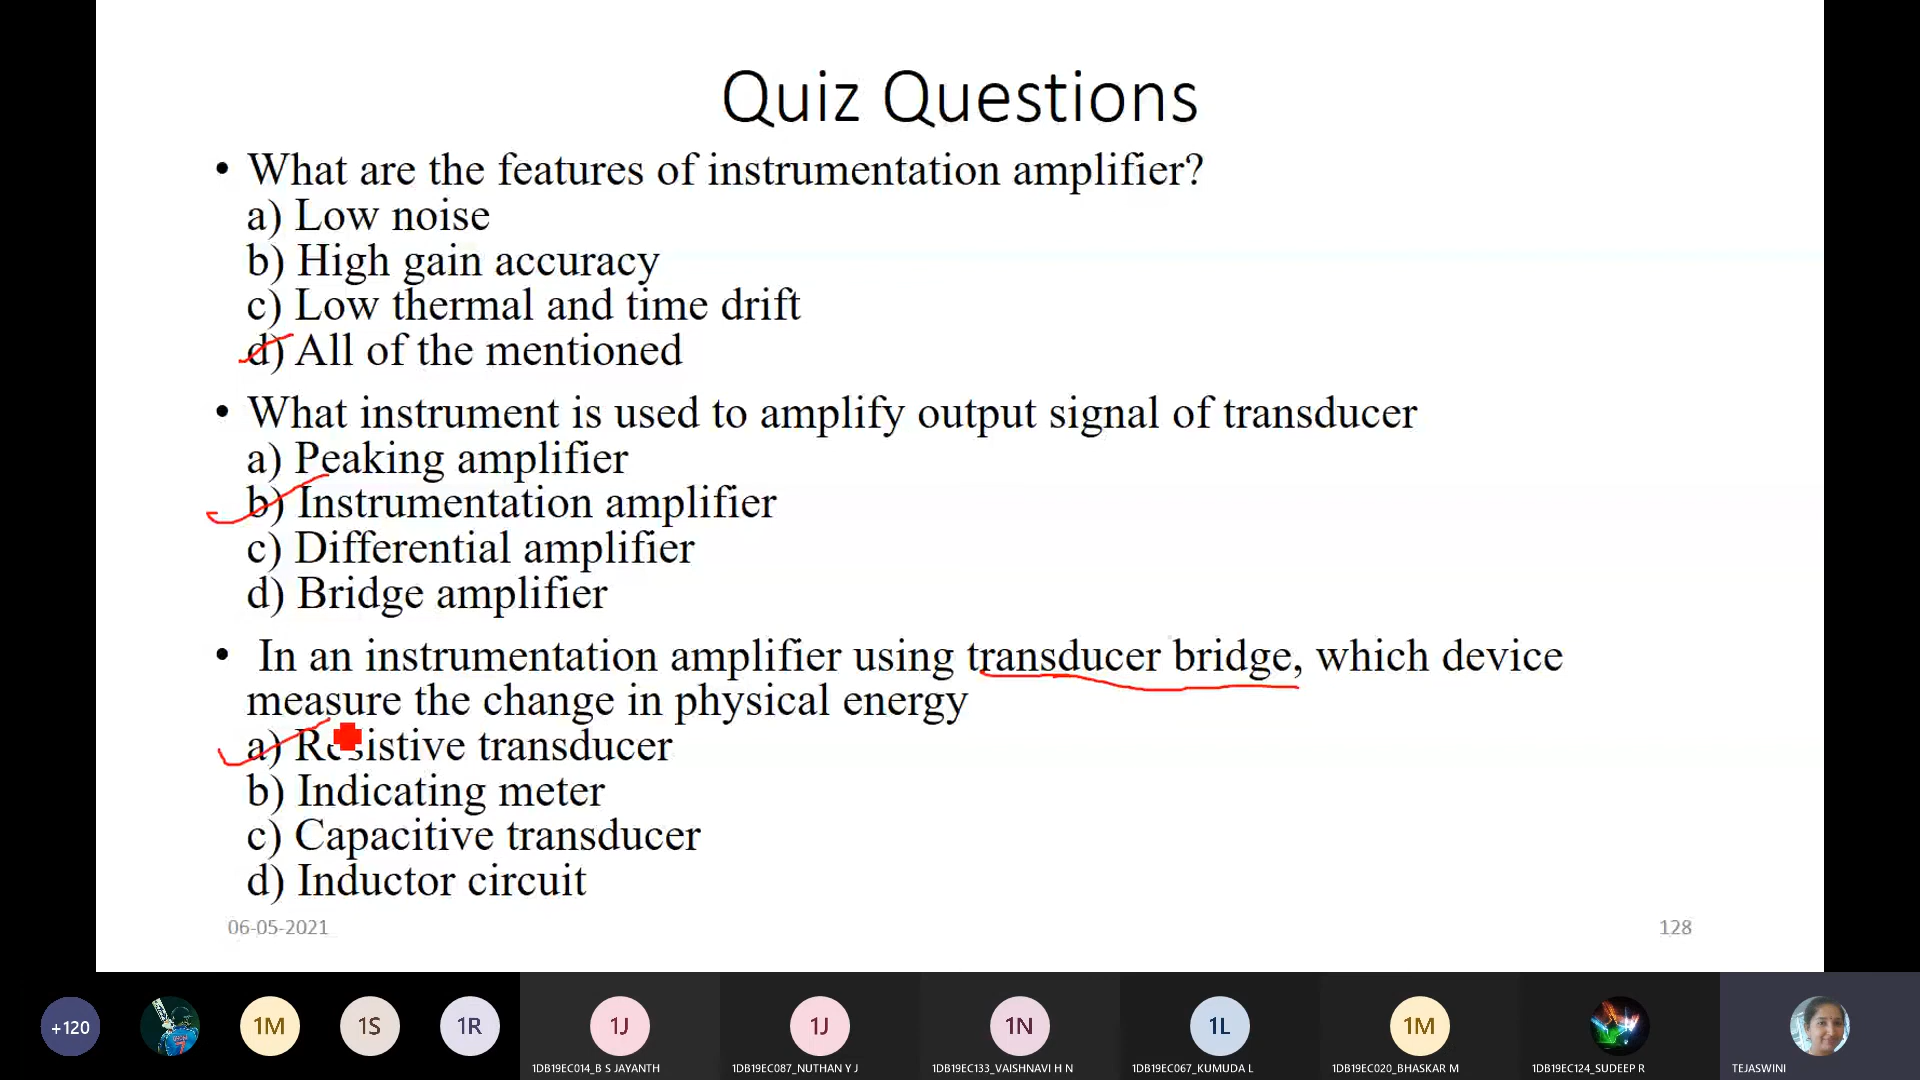 Quiz Questions
• What are the features of instrumentation amplifier?
a) Low noise
b) High gain accuracy
c) Low thermal and time drift
d) All of the mentioned
• What instrument is used to amplify output signal of transducer
a) Peaking amplifier
b) Instrumentation amplifier
c) Differential amplifier
d) Bridge amplifier
• In an instrumentation amplifier using transducer bridge, which device
measure the change in physical energy
a) Resistive transducer
b) Indicating meter
c) Capacitive transducer
d) Inductor circuit
06-05-2021
128
+120
1M
1S
1R
1J
1J
1N
1L
1M
1DB19EC014_B S JAYANTH
1DB19EC087_NUTHAN Y J
1DB19EC133_VAISHNAVI H N
1DB19EC067_KUMUDA L
1DB19EC020_BHASKAR M
1DB19EC124_SUDEEP R
TEJASWINI